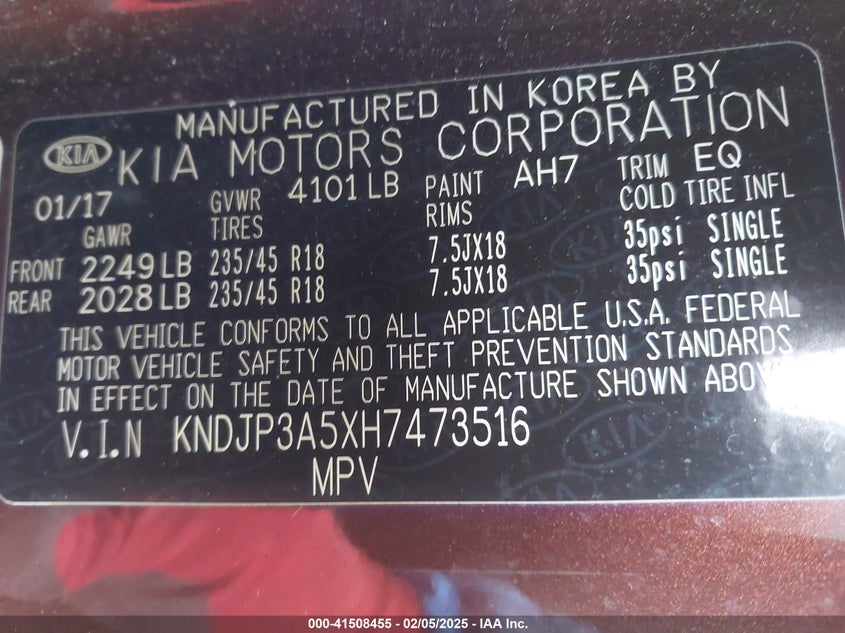 MANUFACTURED IN KOREA BY
KIA KIA MOTORS CORPORATION
01/17 GVWR 4101 LB PAINT AH7 TRIM EQ
GAWR TIRES RIMS COLD TIRE INFL
FRONT 2249 LB 235/45 R18 7.5JX18 35psi SINGLE
REAR 2028 LB 235/45 R18 7.5JX18 35psi SINGLE
THIS VEHICLE CONFORMS TO ALL APPLICABLE U.S.A. FEDERAL
MOTOR VEHICLE SAFETY AND THEFT PREVENTION STANDARDS
IN EFFECT ON THE DATE OF MANUFACTURE SHOWN ABOVE
V.I.N KNDJP3A5XH7473516
MPV
000-41508455 - 02/05/2025 - IAA Inc.